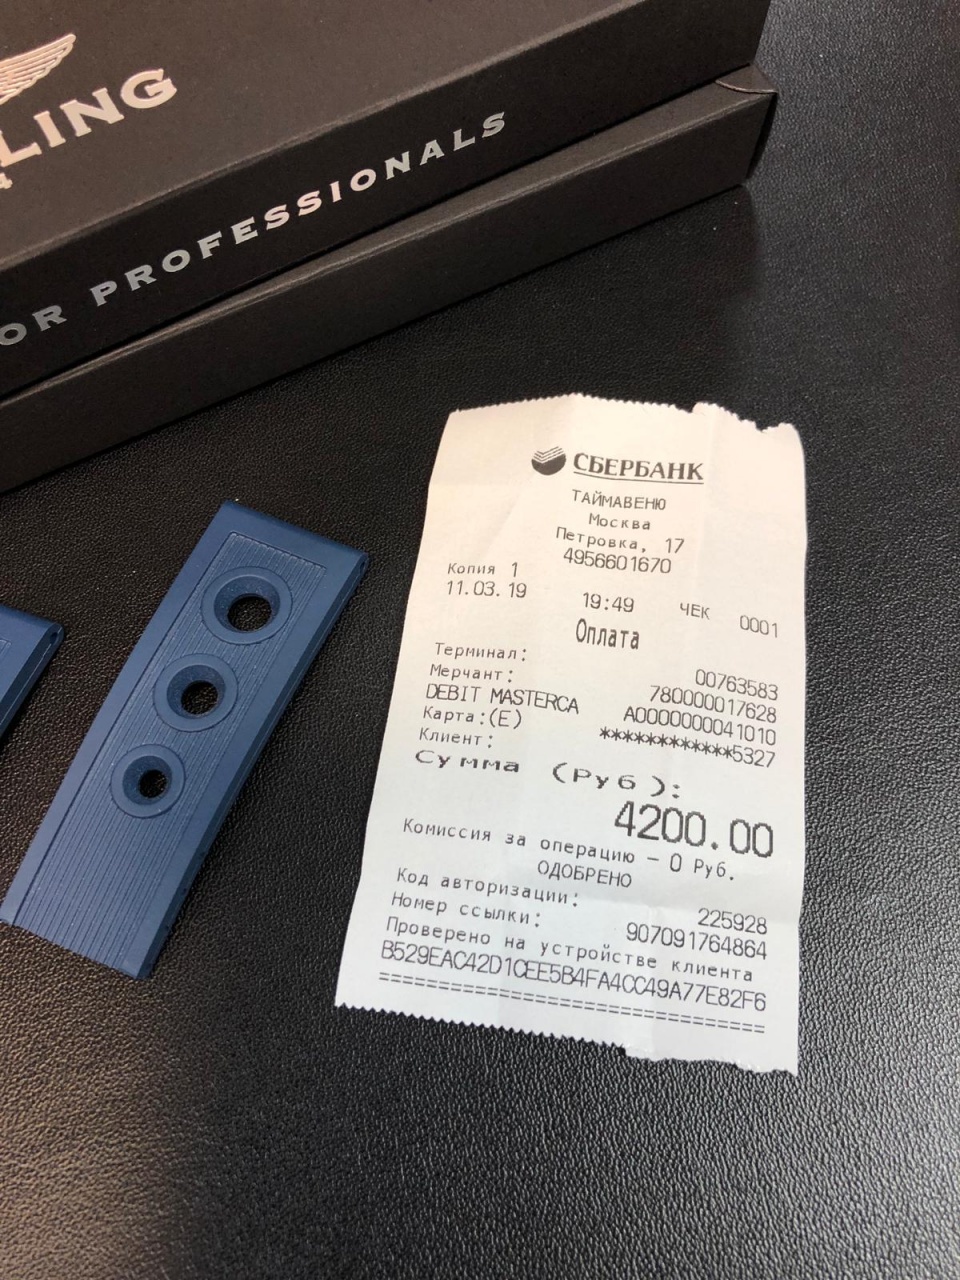 LING
4
OR PROFESSIONALS
СБЕРБАНК
ТАЙМАВЕНЮ
Москва
Петровка, 17
4956601670
Копия 1
11.03.19 19:49 ЧЕК 0001
Оплата
Терминал: 00763583
Мерчант: 780000017628
DEBIT MASTERCA A0000000041010
Карта:(E) ************5327
Клиент:
Сумма (Руб):
4200.00
Комиссия за операцию – 0 Руб.
ОДОБРЕНО
Код авторизации: 225928
Номер ссылки: 907091764864
Проверено на устройстве клиента
B529EAC42D1CEE5B4FA4CC49A77E82F6
================================